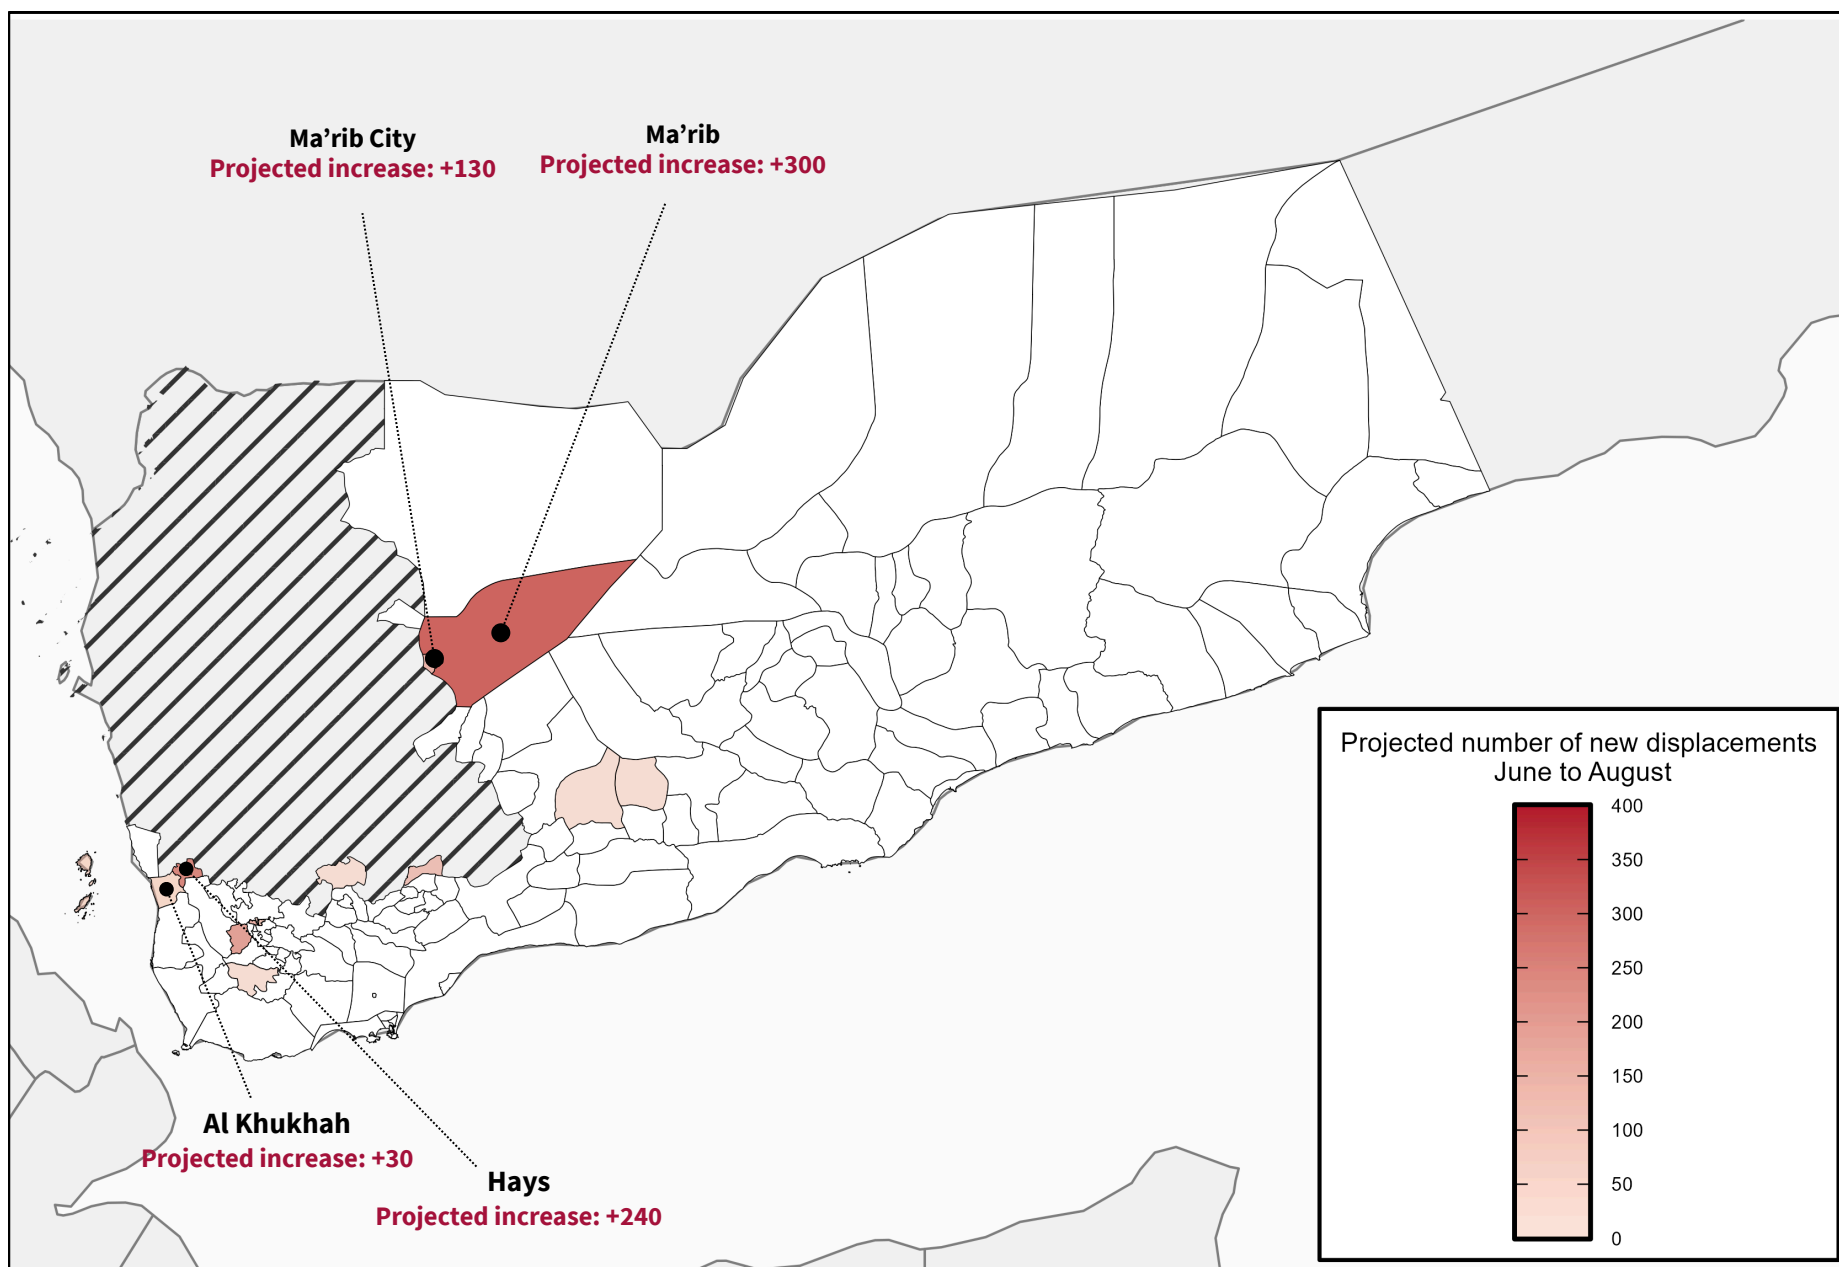 Ma’rib City
Projected increase: +130
Ma’rib
Projected increase: +300
Al Khukhah
Projected increase: +30
Hays
Projected increase: +240
Projected number of new displacements
June to August
400
350
300
250
200
150
100
50
0